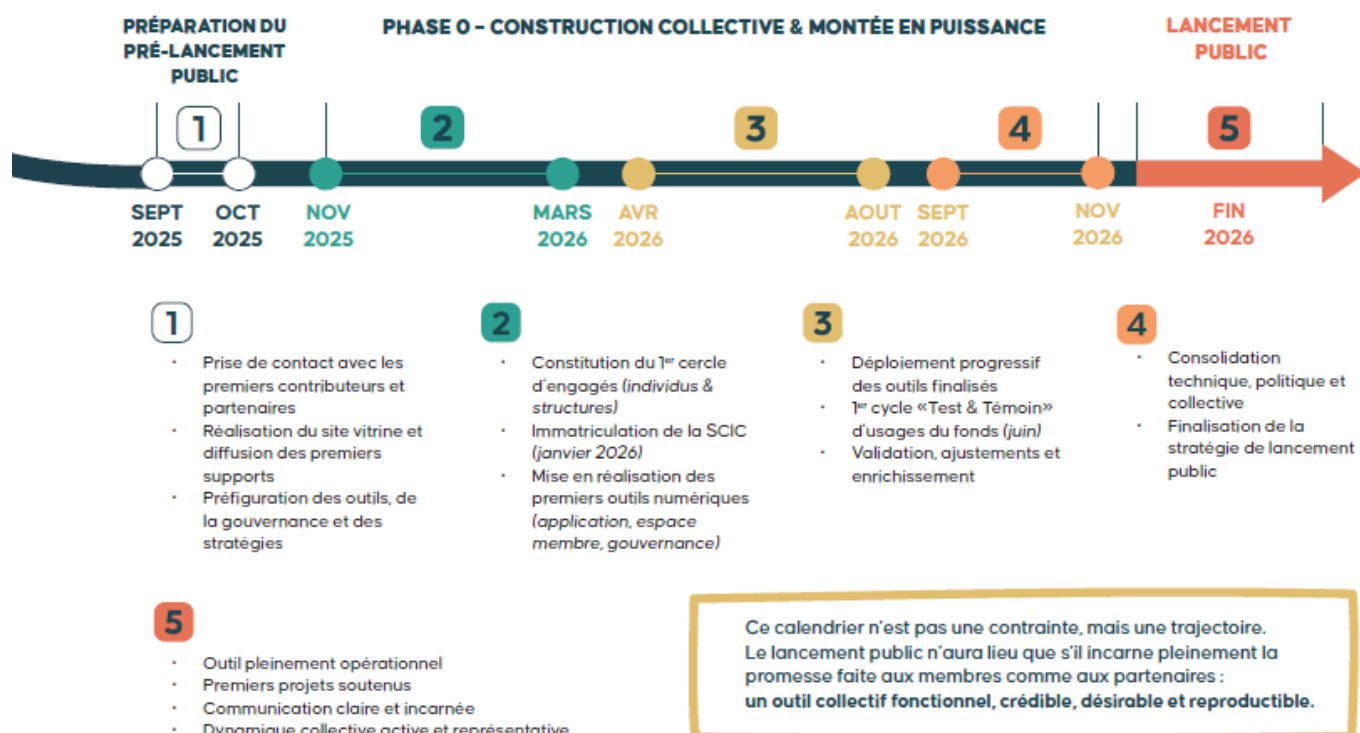 PRÉPARATION DU
PRÉ-LANCEMENT
PUBLIC
PHASE 0 – CONSTRUCTION COLLECTIVE & MONTÉE EN PUISSANCE
LANCEMENT
PUBLIC
1
2
3
4
5
SEPT
2025
OCT
2025
NOV
2025
MARS
2026
AVR
2026
AOUT
2026
SEPT
2026
NOV
2026
FIN
2026
1
· Prise de contact avec les
premiers contributeurs et
partenaires
· Réalisation du site vitrine et
diffusion des premiers
supports
· Préfiguration des outils, de
la gouvernance et des
stratégies
2
· Constitution du 1er cercle
d'engagés (individus &
structures)
· Immatriculation de la SCIC
(janvier 2026)
· Mise en réalisation des
premiers outils numériques
(application, espace
membre, gouvernance)
3
· Déploiement progressif
des outils finalisés
· 1er cycle «Test & Témoin»
d'usages du fonds (juin)
· Validation, ajustements et
enrichissement
4
· Consolidation
technique, politique et
collective
· Finalisation de la
stratégie de lancement
public
5
· Outil pleinement opérationnel
· Premiers projets soutenus
· Communication claire et incarnée
· Dynamique collective active et représentative
Ce calendrier n'est pas une contrainte, mais une trajectoire.
Le lancement public n'aura lieu que s'il incarne pleinement la
promesse faite aux membres comme aux partenaires :
un outil collectif fonctionnel, crédible, désirable et reproductible.